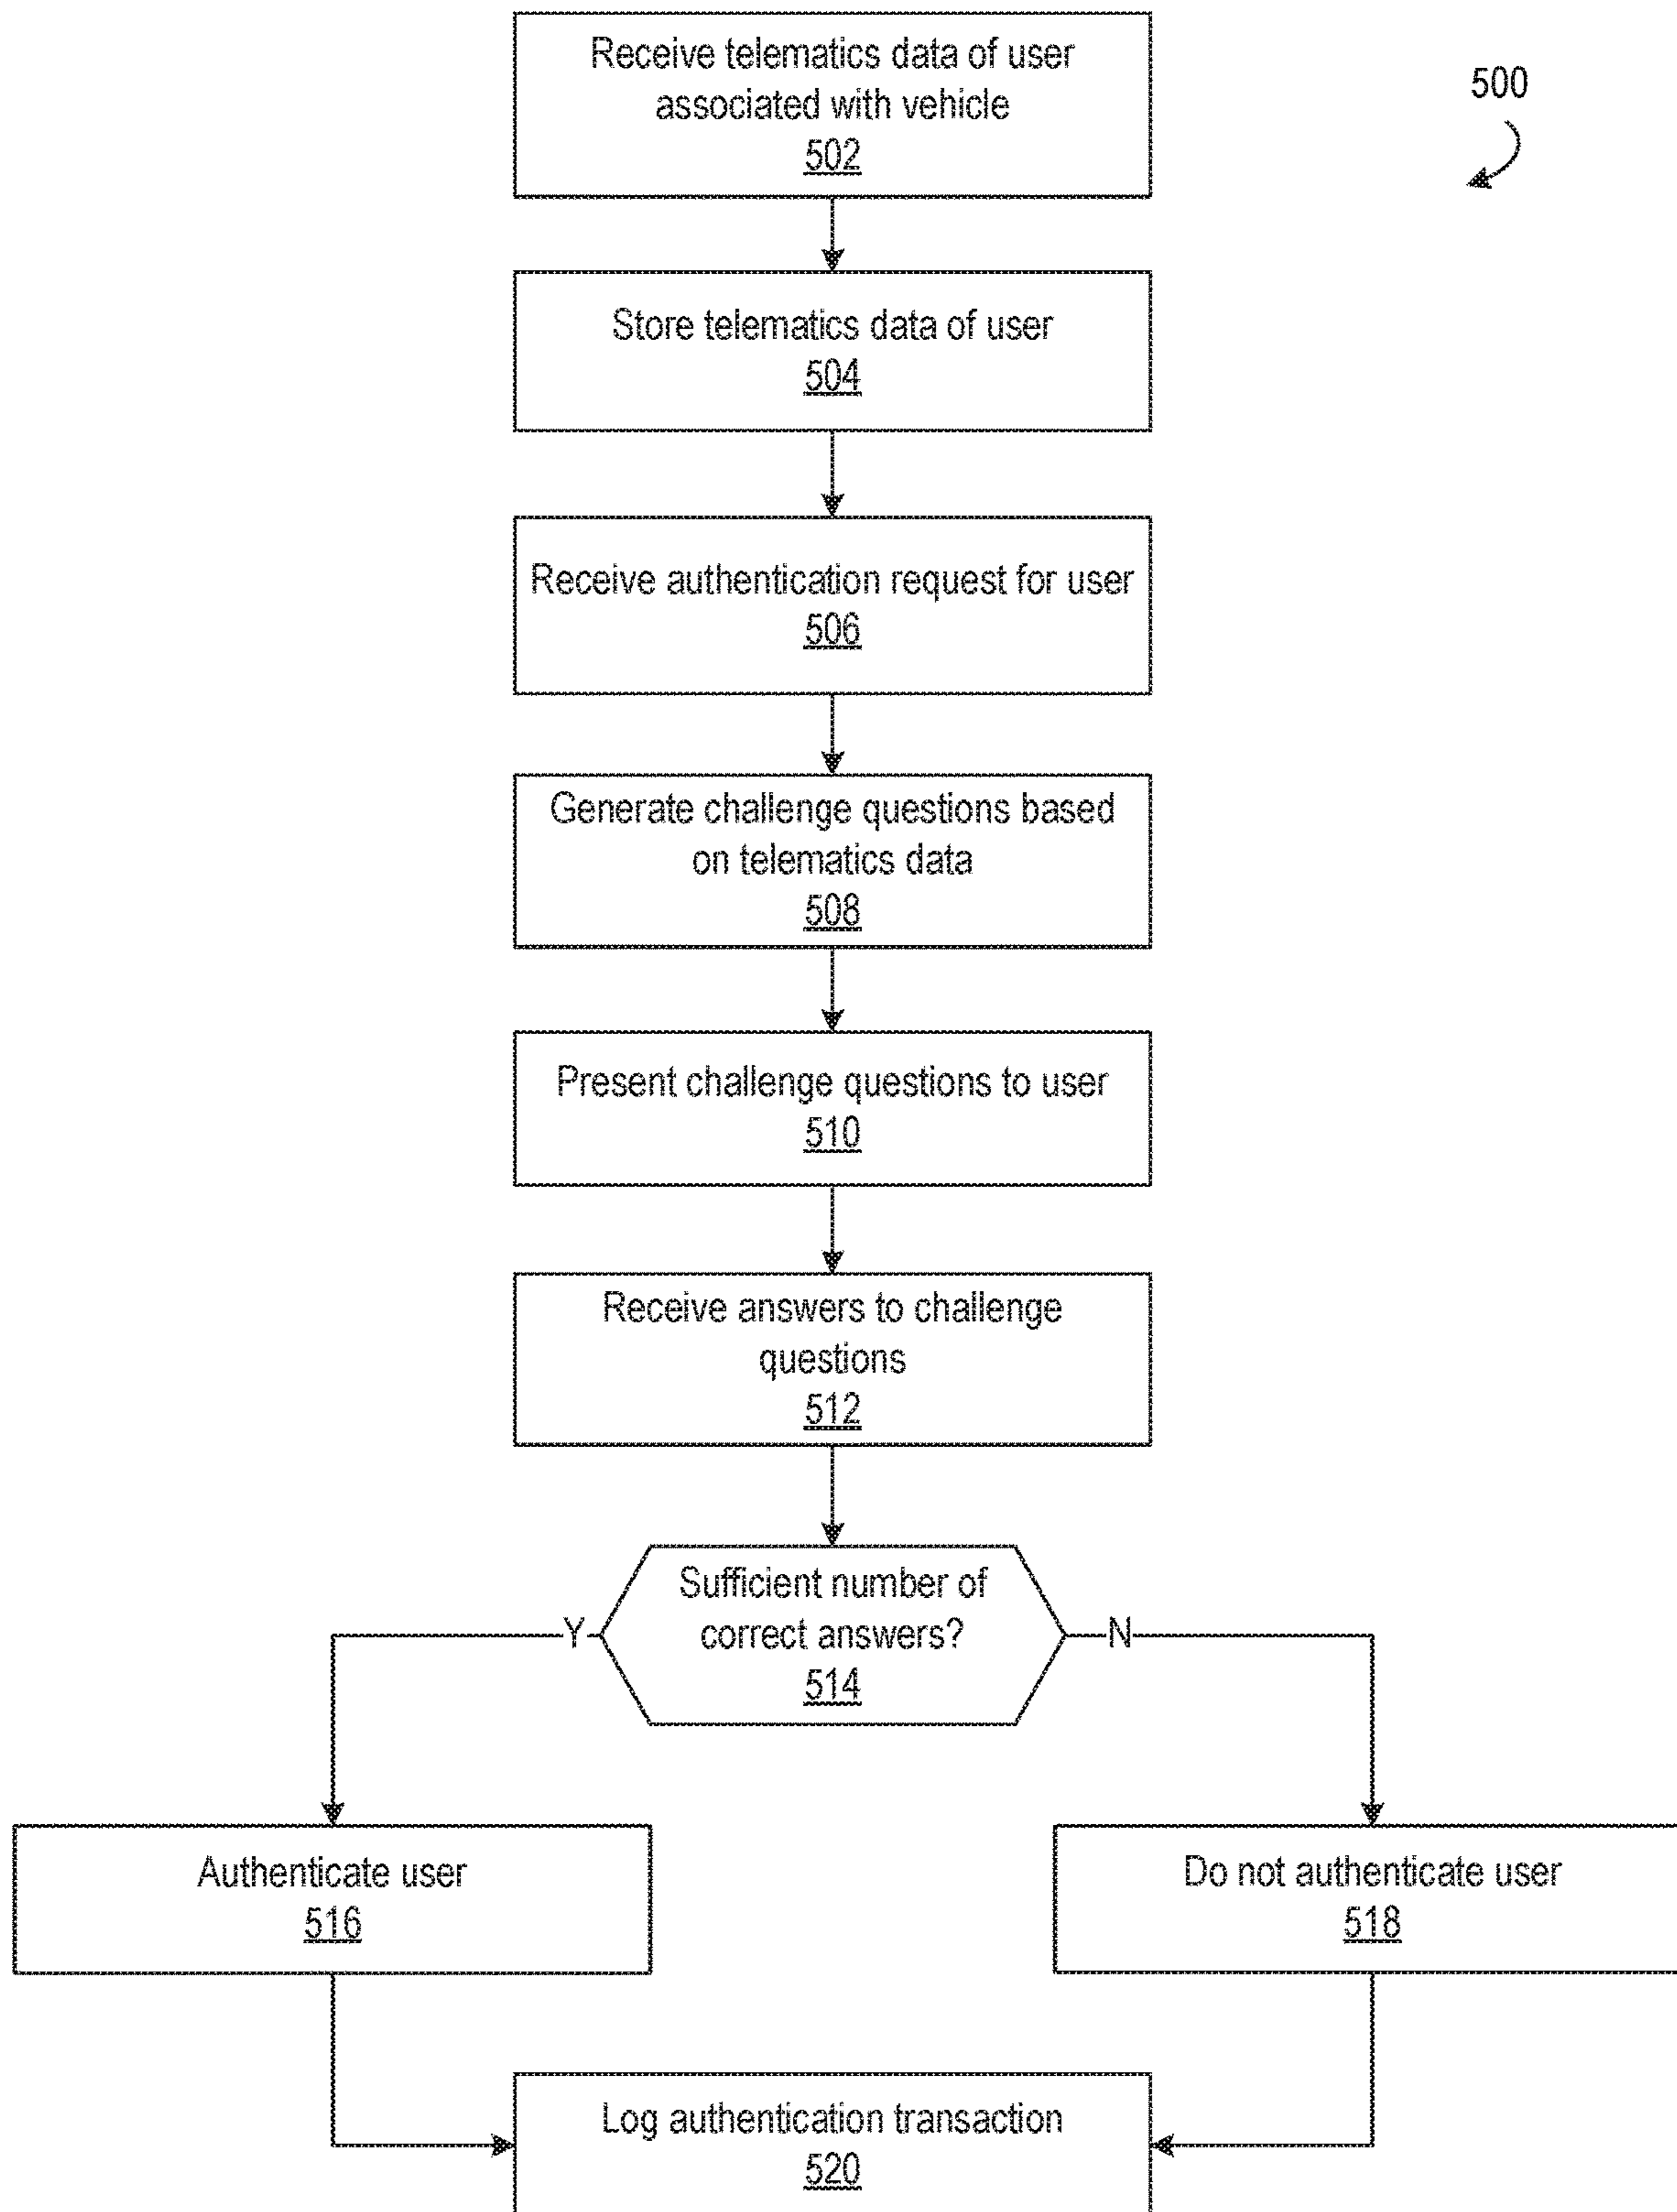 Receive telematics data of user
associated with vehicle
502
500
Store telematics data of user
504
Receive authentication request for user
506
Generate challenge questions based
on telematics data
508
Present challenge questions to user
510
Receive answers to challenge
questions
512
Sufficient number of
correct answers?
514
Y
N
Authenticate user
516
Do not authenticate user
518
Log authentication transaction
520